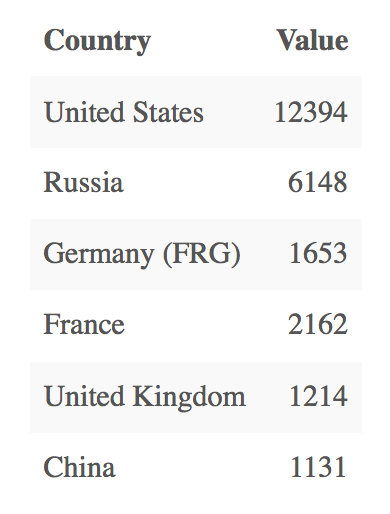 Country Value
United States 12394
Russia 6148
Germany (FRG) 1653
France 2162
United Kingdom 1214
China 1131